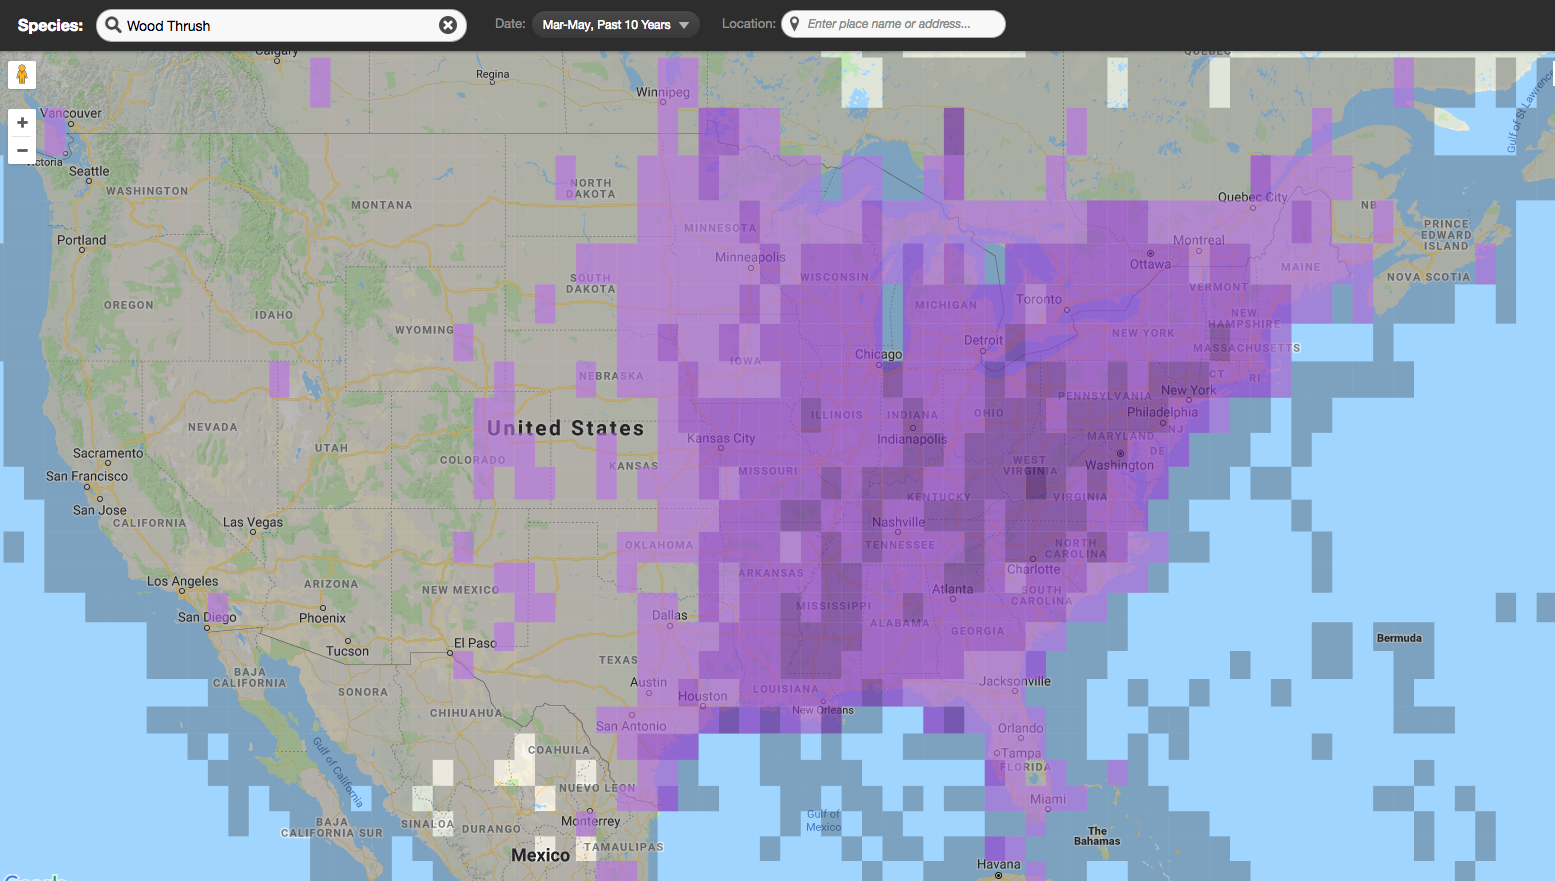 Species:
Wood Thrush
Date:
Mar-May, Past 10 Years
Location:
Enter place name or address...
Calgary
QUEBEC
Regina
Winnipeg
+
Vancouver
−
Victoria
Seattle
WASHINGTON
NORTH
DAKOTA
MONTANA
Quebec City
NB
PRINCE
EDWARD
ISLAND
Gulf of St Lawrence
Portland
MINNESOTA
Minneapolis
Montreal
Ottawa
MAINE
NOVA SCOTIA
WISCONSIN
SOUTH
DAKOTA
VERMONT
OREGON
IDAHO
MICHIGAN
Toronto
NEW
HAMPSHIRE
WYOMING
NEW YORK
MASSACHUSETTS
Detroit
Chicago
IOWA
CT
RI
NEBRASKA
PENNSYLVANIA
New York
ILLINOIS
INDIANA
OHIO
Philadelphia
NEVADA
United States
NJ
Kansas City
Indianapolis
MARYLAND
UTAH
Sacramento
COLORADO
KANSAS
MISSOURI
WEST
VIRGINIA
DE
Washington
San Francisco
KENTUCKY
VIRGINIA
San Jose
CALIFORNIA
Las Vegas
Nashville
TENNESSEE
OKLAHOMA
NORTH
CAROLINA
Charlotte
ARKANSAS
Los Angeles
ARIZONA
NEW MEXICO
Atlanta
SOUTH
CAROLINA
MISSISSIPPI
San Diego
Phoenix
Dallas
ALABAMA
GEORGIA
El Paso
Tucson
TEXAS
Bermuda
BAJA
CALIFORNIA
Austin
Jacksonville
SONORA
Houston
LOUISIANA
CHIHUAHUA
New Orleans
San Antonio
Orlando
Gulf of California
COAHUILA
Tampa
FLORIDA
NUEVO LEON
Miami
BAJA
CALIFORNIA SUR
SINALOA
DURANGO
Monterrey
Gulf of
Mexico
The
Bahamas
TAMAULIPAS
Mexico
Havana
Google